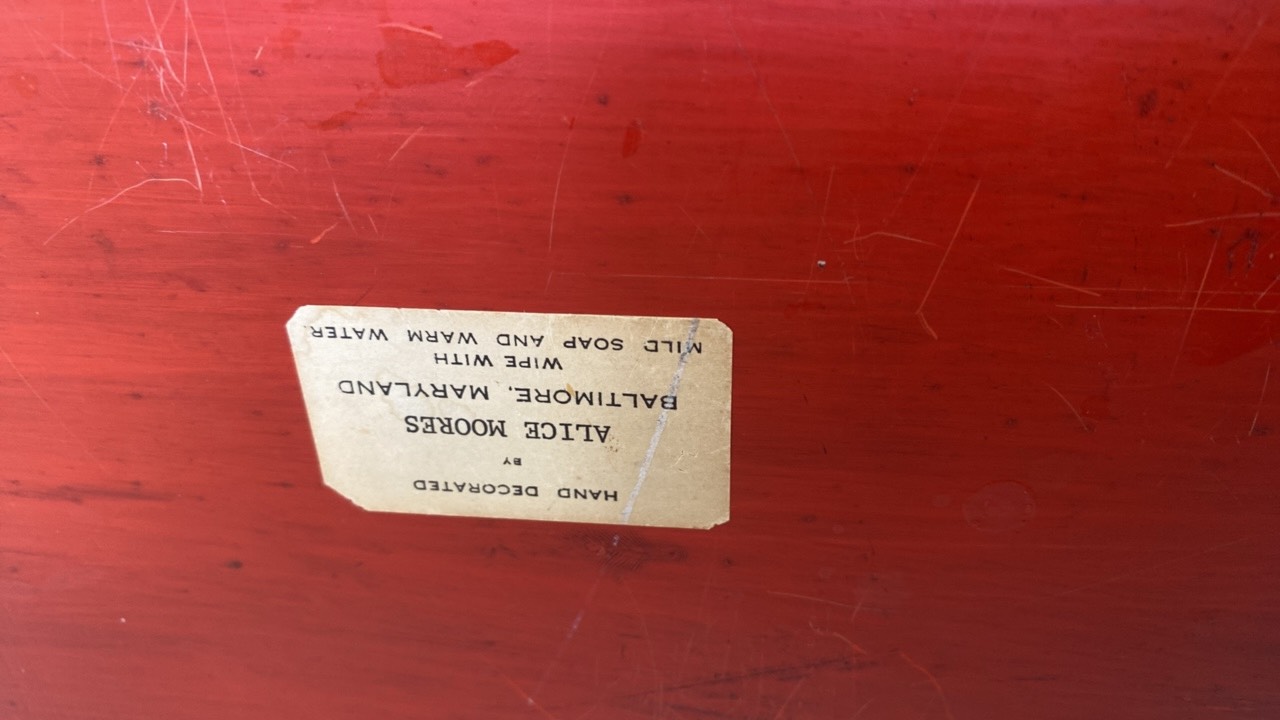 HAND DECORATED
BY
ALICE MOORES
BALTIMORE, MARYLAND
WIPE WITH
MILD SOAP AND WARM WATER.